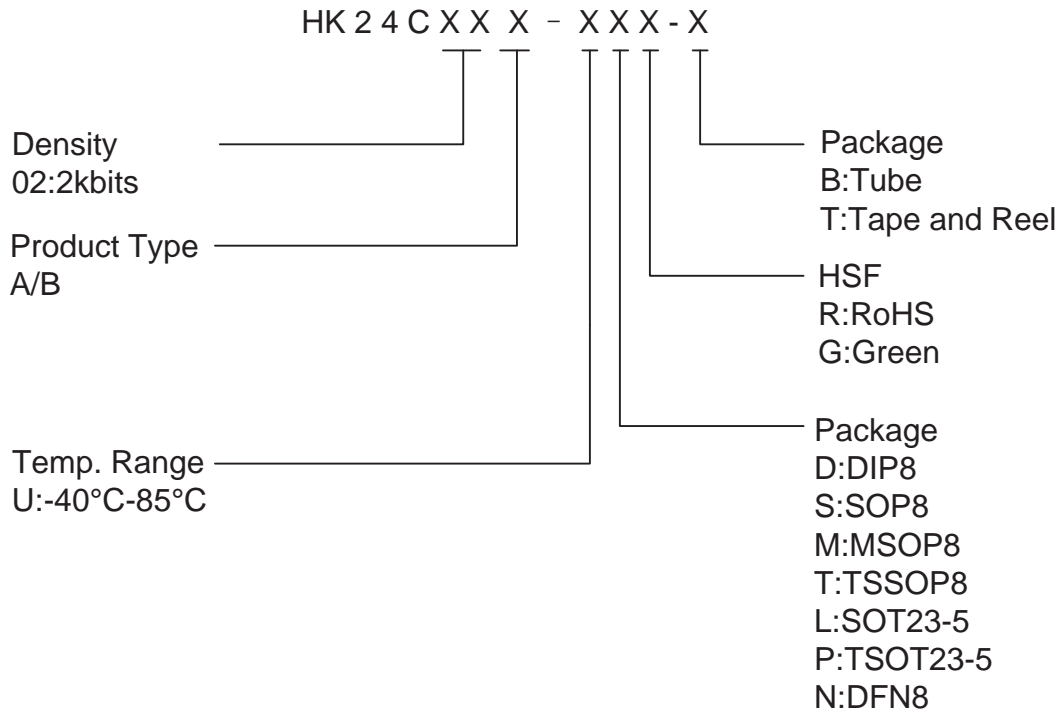 HK 2 4 C X X X - X X X - X
Density
02:2kbits
Product Type
A/B
Temp. Range
U:-40°C-85°C
Package
B:Tube
T:Tape and Reel
HSF
R:RoHS
G:Green
Package
D:DIP8
S:SOP8
M:MSOP8
T:TSSOP8
L:SOT23-5
P:TSOT23-5
N:DFN8